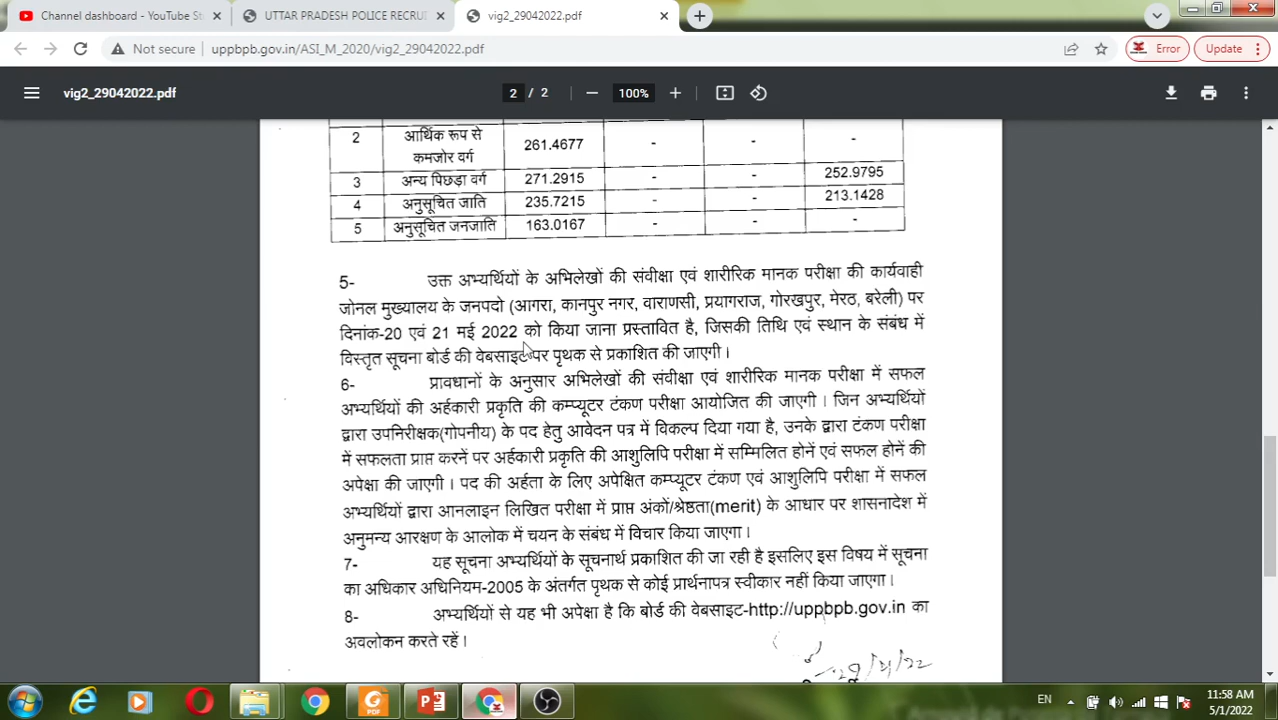 Channel dashboard - YouTube St
UTTAR PRADESH POLICE RECRUI
vig2_29042022.pdf
Not secure
uppbpb.gov.in/ASI_M_2020/vig2_29042022.pdf
Error
Update
vig2_29042022.pdf
2 / 2
100%
2 आर्थिक रूप से कमजोर वर्ग 261.4677 - - -
3 अन्य पिछड़ा वर्ग 271.2915 - - 252.9795
4 अनुसूचित जाति 235.7215 - - 213.1428
5 अनुसूचित जनजाति 163.0167 - - -
5- उक्त अभ्यर्थियों के अभिलेखों की संवीक्षा एवं शारीरिक मानक परीक्षा की कार्यवाही
जोनल मुख्यालय के जनपदो (आगरा, कानपुर नगर, वाराणसी, प्रयागराज, गोरखपुर, मेरठ, बरेली) पर
दिनांक-20 एवं 21 मई 2022 को किया जाना प्रस्तावित है, जिसकी तिथि एवं स्थान के संबंध में
विस्तृत सूचना बोर्ड की वेबसाइट पर पृथक से प्रकाशित की जाएगी।
6- प्रावधानों के अनुसार अभिलेखों की संवीक्षा एवं शारीरिक मानक परीक्षा में सफल
अभ्यर्थियों की अर्हकारी प्रकृति की कम्प्यूटर टंकण परीक्षा आयोजित की जाएगी । जिन अभ्यर्थियों
द्वारा उपनिरीक्षक(गोपनीय) के पद हेतु आवेदन पत्र में विकल्प दिया गया है, उनके द्वारा टंकण परीक्षा
में सफलता प्राप्त करनें पर अर्हकारी प्रकृति की आशुलिपि परीक्षा में सम्मिलित होनें एवं सफल होनें की
अपेक्षा की जाएगी । पद की अर्हता के लिए अपेक्षित कम्प्यूटर टंकण एवं आशुलिपि परीक्षा में सफल
अभ्यर्थियों द्वारा आनलाइन लिखित परीक्षा में प्राप्त अंकों/श्रेष्ठता(merit) के आधार पर शासनादेश में
अनुमन्य आरक्षण के आलोक में चयन के संबंध में विचार किया जाएगा।
7- यह सूचना अभ्यर्थियों के सूचनार्थ प्रकाशित की जा रही है इसलिए इस विषय में सूचना
का अधिकार अधिनियम-2005 के अंतर्गत पृथक से कोई प्रार्थनापत्र स्वीकार नहीं किया जाएगा।
8- अभ्यर्थियों से यह भी अपेक्षा है कि बोर्ड की वेबसाइट-http://uppbpb.gov.in का
अवलोकन करते रहें।
29/4/22
EN
11:58 AM
5/1/2022